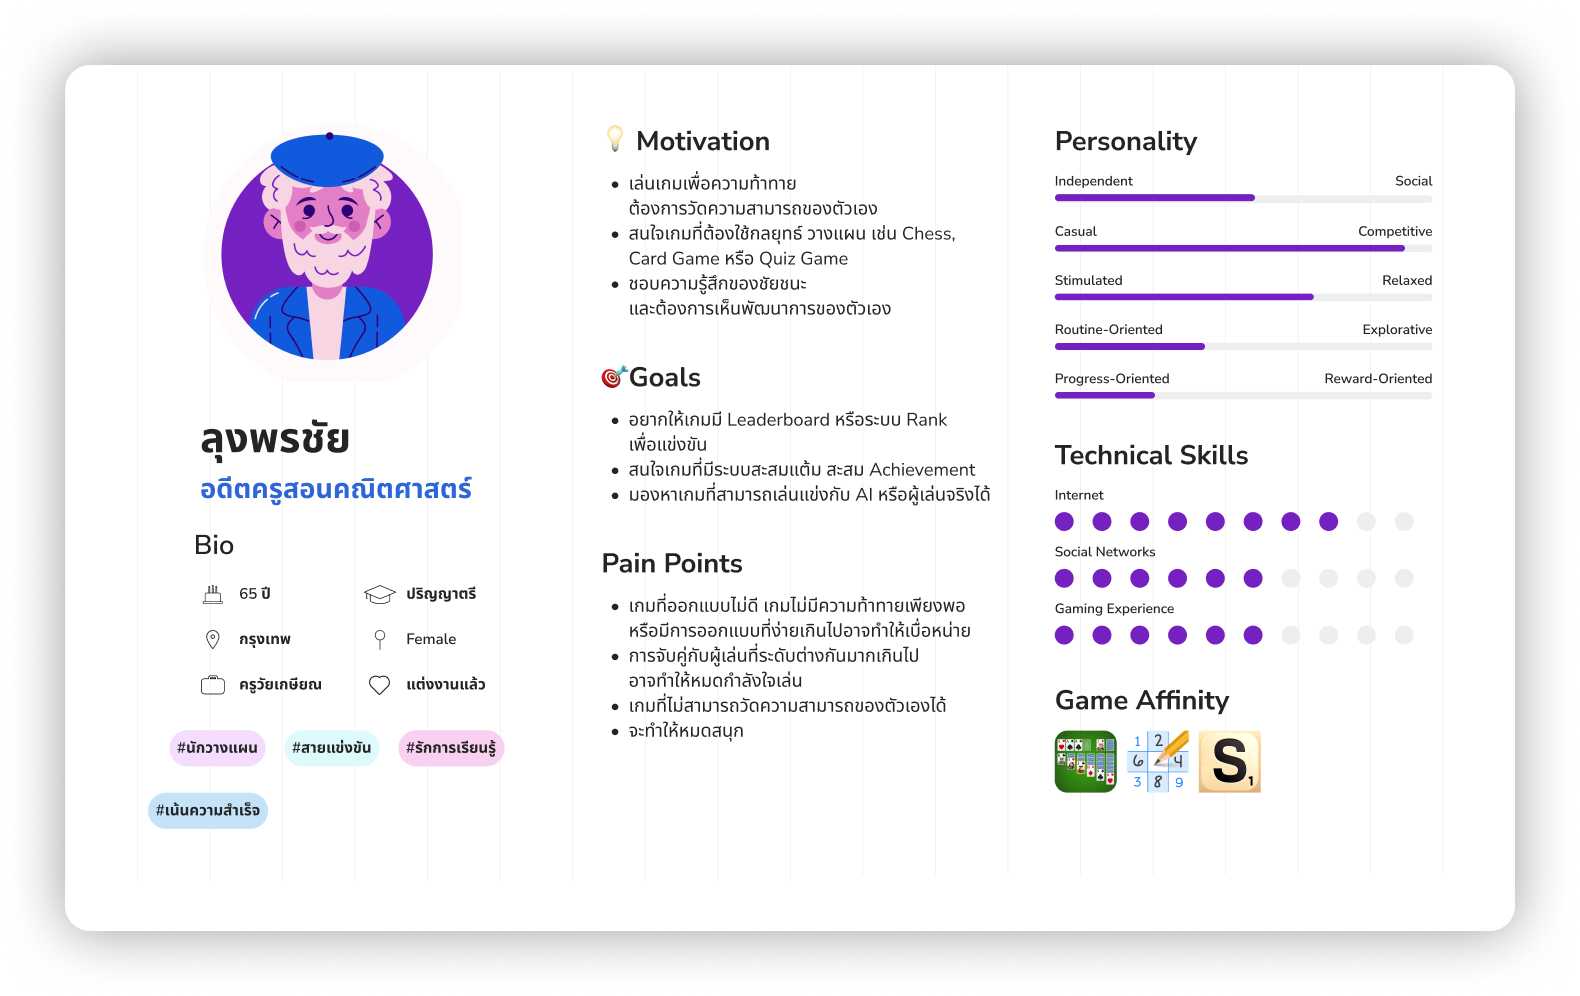 ลุงพรชัย
อดีตครูสอนคณิตศาสตร์
Bio
65 ปี
ปริญญาตรี
กรุงเทพ
Female
ครูวัยเกษียณ
แต่งงานแล้ว
#นักวางแผน
#สายแข่งขัน
#รักการเรียนรู้
#เน้นความสำเร็จ
Motivation
• เล่นเกมเพื่อความท้าทาย
ต้องการวัดความสามารถของตัวเอง
• สนใจเกมที่ต้องใช้กลยุทธ์ วางแผน เช่น Chess,
Card Game หรือ Quiz Game
• ชอบความรู้สึกของชัยชนะ
และต้องการเห็นพัฒนาการของตัวเอง
Goals
• อยากให้เกมมี Leaderboard หรือระบบ Rank
เพื่อแข่งขัน
• สนใจเกมที่มีระบบสะสมแต้ม สะสม Achievement
• มองหาเกมที่สามารถเล่นแข่งกับ AI หรือผู้เล่นจริงได้
Pain Points
• เกมที่ออกแบบไม่ดี เกมไม่มีความท้าทายเพียงพอ
หรือมีการออกแบบที่ง่ายเกินไปอาจทำให้เบื่อหน่าย
• การจับคู่กับผู้เล่นที่ระดับต่างกันมากเกินไป
อาจทำให้หมดกำลังใจเล่น
• เกมที่ไม่สามารถวัดความสามารถของตัวเองได้
• จะทำให้หมดสนุก
Personality
Independent Social
Casual Competitive
Stimulated Relaxed
Routine-Oriented Explorative
Progress-Oriented Reward-Oriented
Technical Skills
Internet
Social Networks
Gaming Experience
Game Affinity
1 2
6 4
3 8 9
S1